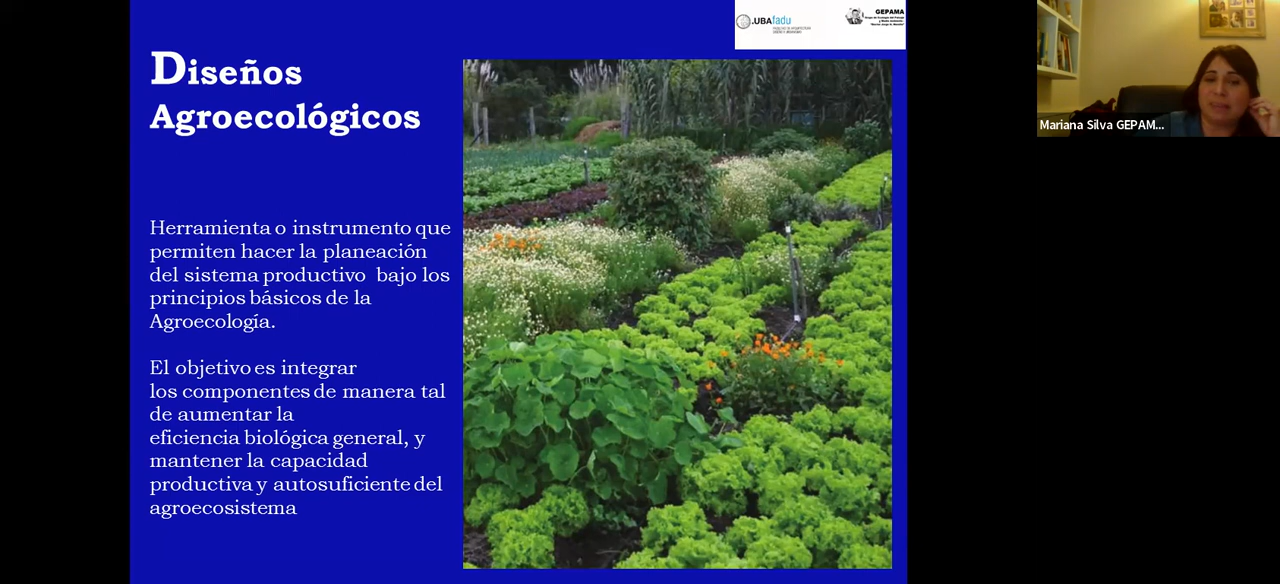 .UBAfadu
GEPAMA
Diseños
Agroecológicos
Herramienta o instrumento que
permiten hacer la planeación
del sistema productivo bajo los
principios básicos de la
Agroecología.
El objetivo es integrar
los componentes de manera tal
de aumentar la
eficiencia biológica general, y
mantener la capacidad
productiva y autosuficiente del
agroecosistema
Mariana Silva GEPAM...